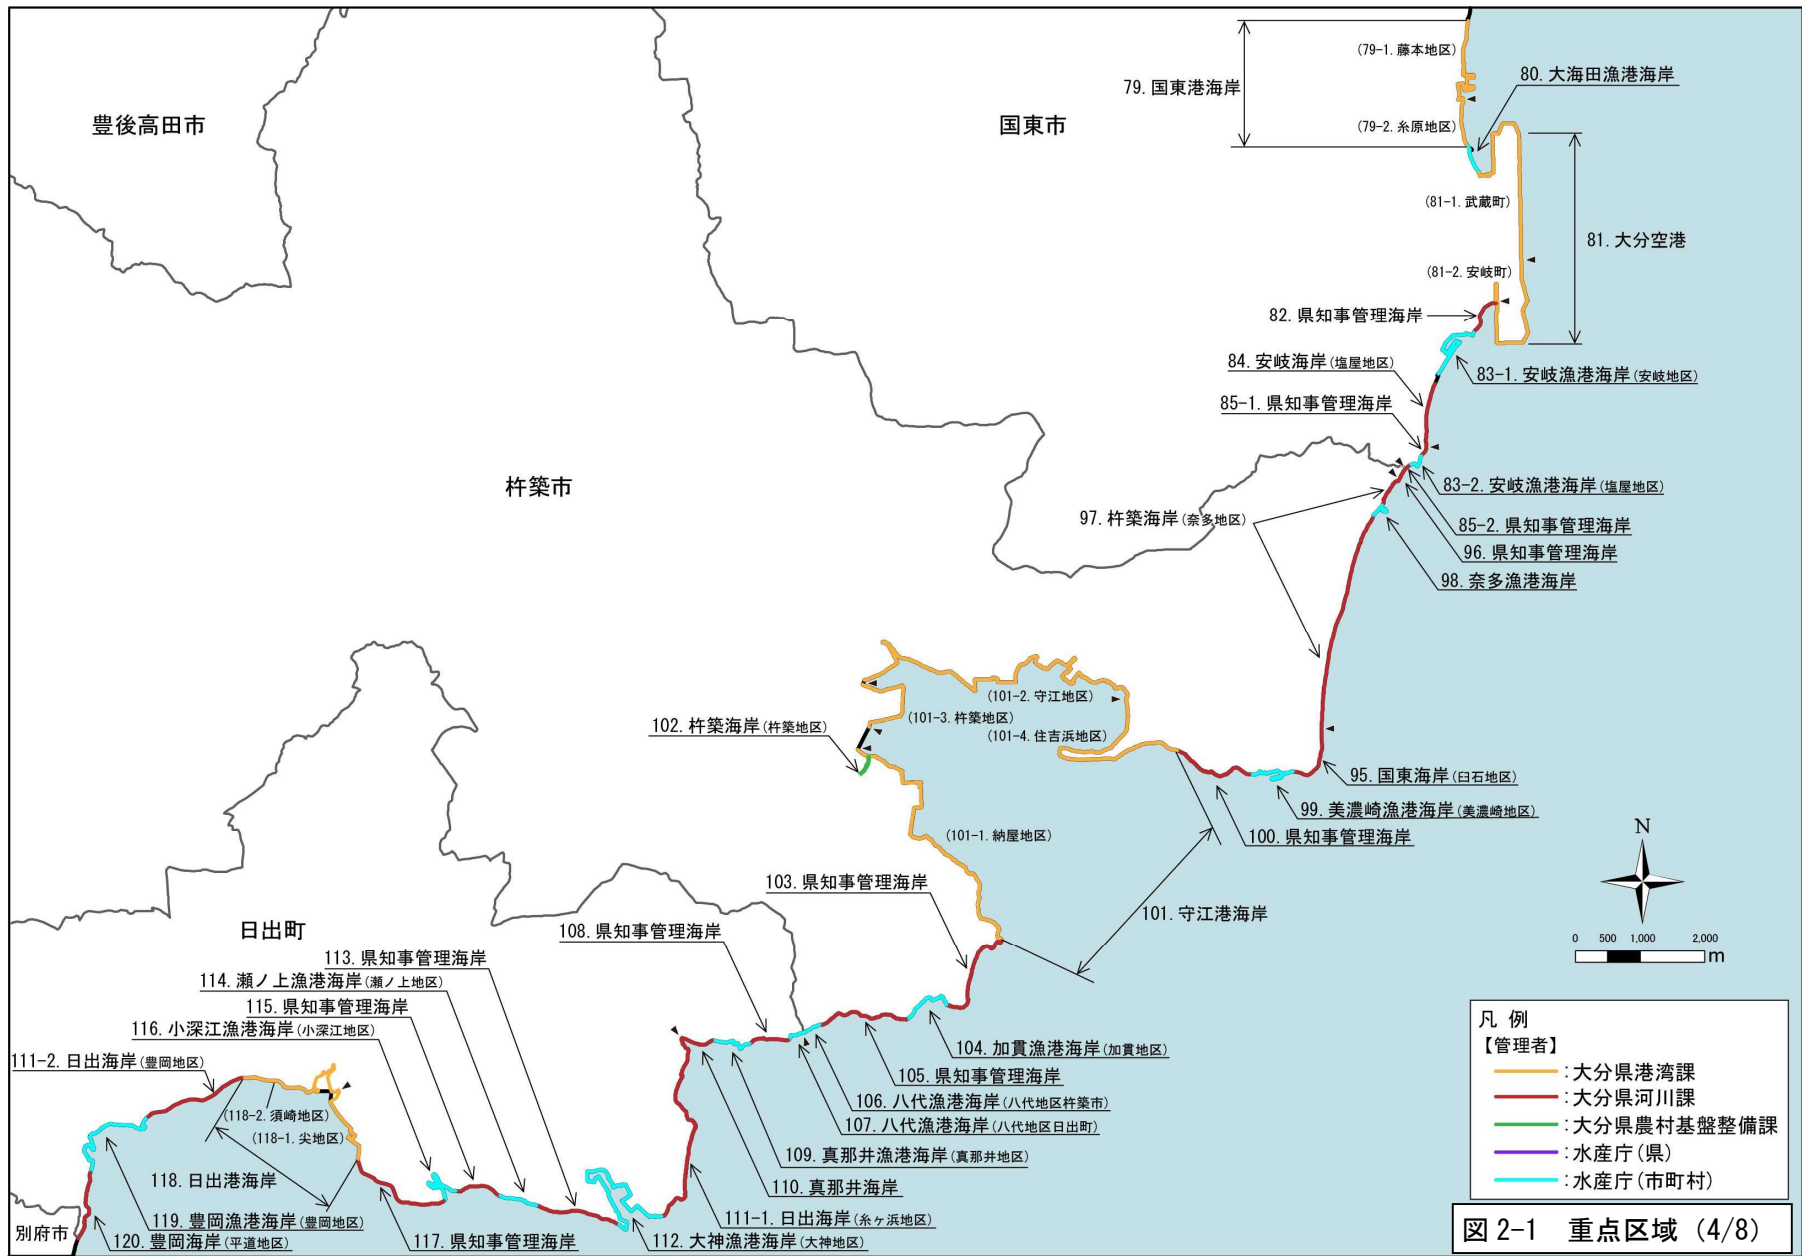 豊後高田市
国東市
杵築市
日出町
別府市
79. 国東港海岸
(79-1. 藤本地区)
(79-2. 糸原地区)
80. 大海田漁港海岸
(81-1. 武蔵町)
81. 大分空港
(81-2. 安岐町)
82. 県知事管理海岸
84. 安岐海岸(塩屋地区)
83-1. 安岐漁港海岸(安岐地区)
85-1. 県知事管理海岸
83-2. 安岐漁港海岸(塩屋地区)
97. 杵築海岸(奈多地区)
85-2. 県知事管理海岸
96. 県知事管理海岸
98. 奈多漁港海岸
(101-2. 守江地区)
(101-3. 杵築地区)
(101-4. 住吉浜地区)
102. 杵築海岸(杵築地区)
95. 国東海岸(臼石地区)
99. 美濃崎漁港海岸(美濃崎地区)
100. 県知事管理海岸
(101-1. 納屋地区)
103. 県知事管理海岸
101. 守江港海岸
108. 県知事管理海岸
113. 県知事管理海岸
114. 瀬ノ上漁港海岸(瀬ノ上地区)
115. 県知事管理海岸
116. 小深江漁港海岸(小深江地区)
111-2. 日出海岸(豊岡地区)
104. 加貫漁港海岸(加貫地区)
105. 県知事管理海岸
106. 八代漁港海岸(八代地区杵築市)
107. 八代漁港海岸(八代地区日出町)
109. 真那井漁港海岸(真那井地区)
110. 真那井海岸
111-1. 日出海岸(糸ヶ浜地区)
112. 大神漁港海岸(大神地区)
(118-2. 須崎地区)
(118-1. 尖地区)
118. 日出港海岸
119. 豊岡漁港海岸(豊岡地区)
120. 豊岡海岸(平道地区)
117. 県知事管理海岸
N
0 500 1,000 2,000
m
凡 例
【管理者】
:大分県港湾課
:大分県河川課
:大分県農村基盤整備課
:水産庁(県)
:水産庁(市町村)
図 2-1 重点区域 (4/8)